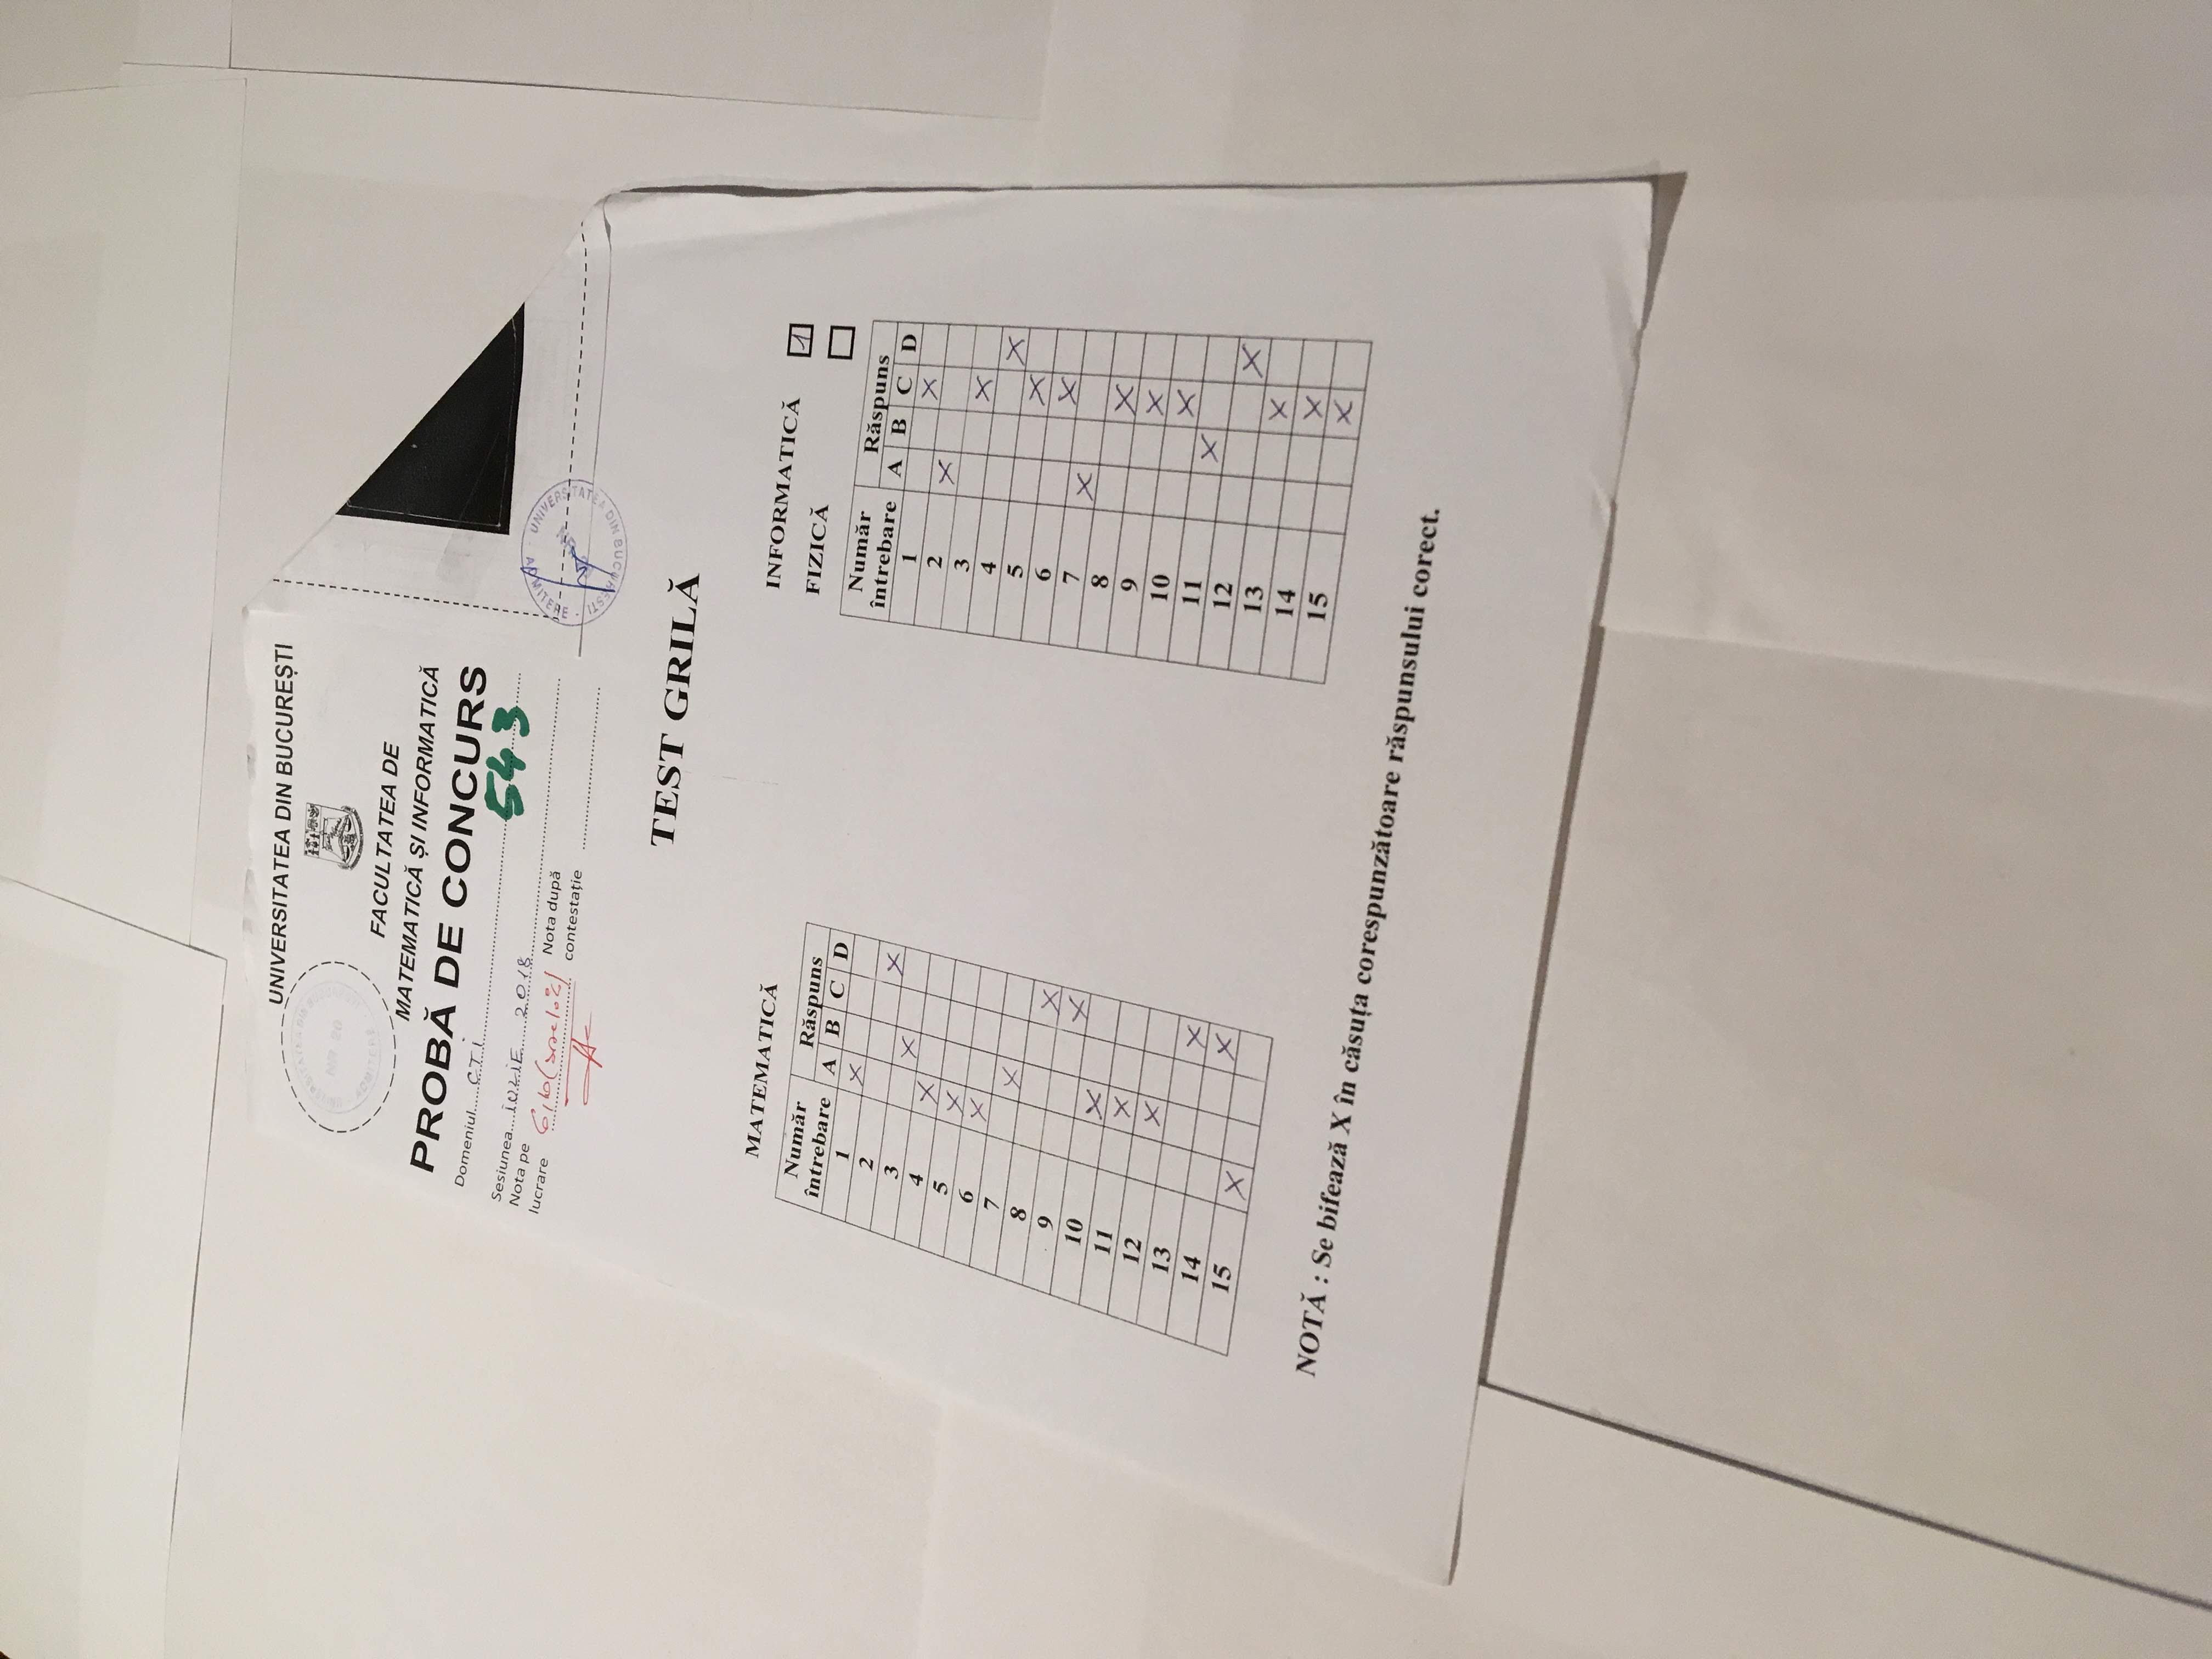 UNIVERSITATEA DIN BUCUREȘTI
UNIVERSITATEA DIN BUCUREȘTI
NR 20
ADMITERE
FACULTATEA DE
MATEMATICĂ ȘI INFORMATICĂ
PROBĂ DE CONCURS
Domeniul.....CTi
543
Sesiunea...iULiE 2018
Nota pe
lucrare
Nota după
contestație
UNIVERSITATEA DIN BUCUREȘTI · ADMITERE ·
TEST GRILĂ
MATEMATICĂ
Număr întrebare Răspuns
A B C D
1 X
2 X
3 X
4 X
5 X
6 X
7 X
8 X
9 X
10 X
11 X
12 X
13 X
14 X
15 X
INFORMATICĂ 1
FIZICĂ
Număr întrebare Răspuns
A B C D
1 X
2 X
3 X
4 X
5 X
6 X
7 X
8 X
9 X
10 X
11 X
12 X
13 X
14 X
15 X
NOTĂ : Se bifează X în căsuța corespunzătoare răspunsului corect.